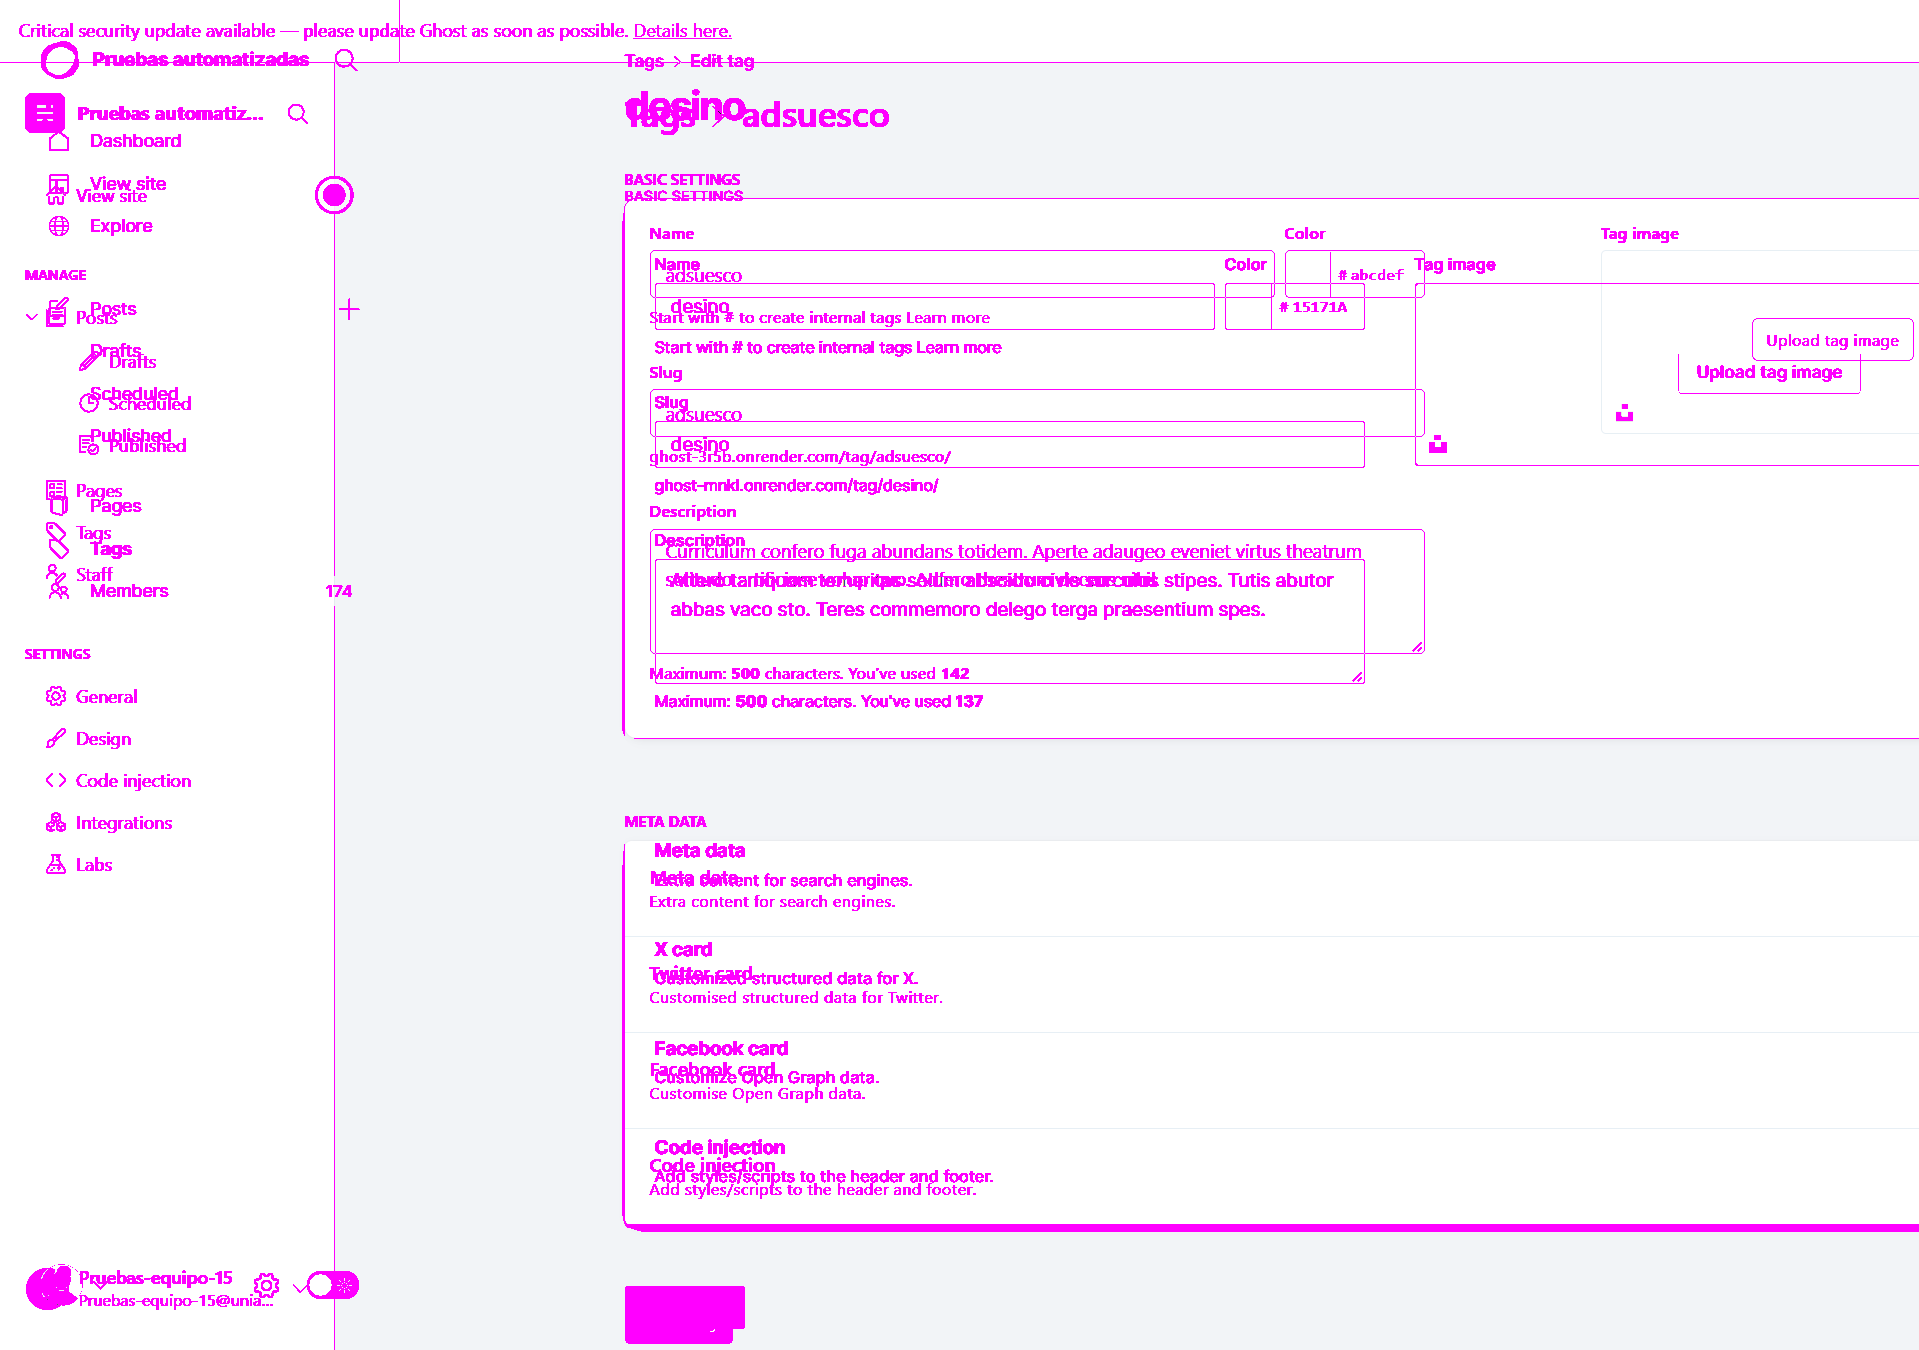 Critical security update available — please update Ghost as soon as possible. Details here.
Pruebas automatizadas
Tags > Edit tag
desino
Tags > adsuesco
Pruebas automatiz...
Dashboard
View site
View site
Explore
BASIC SETTINGS
BASIC SETTINGS
Name
Color
Tag image
Name
Color
Tag image
adsuesco
# abcdef
desino
# 15171A
Start with # to create internal tags Learn more
Start with # to create internal tags Learn more
Upload tag image
Upload tag image
MANAGE
Posts
Posts
Drafts
Drafts
Scheduled
Scheduled
Published
Published
Pages
Pages
Tags
Tags
Staff
Members
174
Slug
Slug
adsuesco
desino
ghost-3r5b.onrender.com/tag/adsuesco/
ghost-mnkl.onrender.com/tag/desino/
Description
Description
Curriculum confero fuga abundans totidem. Aperte adaugeo eveniet virtus theatrum
stipes. Tutis abutor
abbas vaco sto. Teres commemoro delego terga praesentium spes.
Maximum: 500 characters. You've used 142
Maximum: 500 characters. You've used 137
SETTINGS
General
Design
Code injection
Integrations
Labs
META DATA
Meta data
Meta data
Extra content for search engines.
Extra content for search engines.
X card
Twitter card
Customized structured data for X.
Customised structured data for Twitter.
Facebook card
Facebook card
Customize Open Graph data.
Customise Open Graph data.
Code injection
Code injection
Add styles/scripts to the header and footer.
Add styles/scripts to the header and footer.
Pruebas-equipo-15
Pruebas-equipo-15@unia...